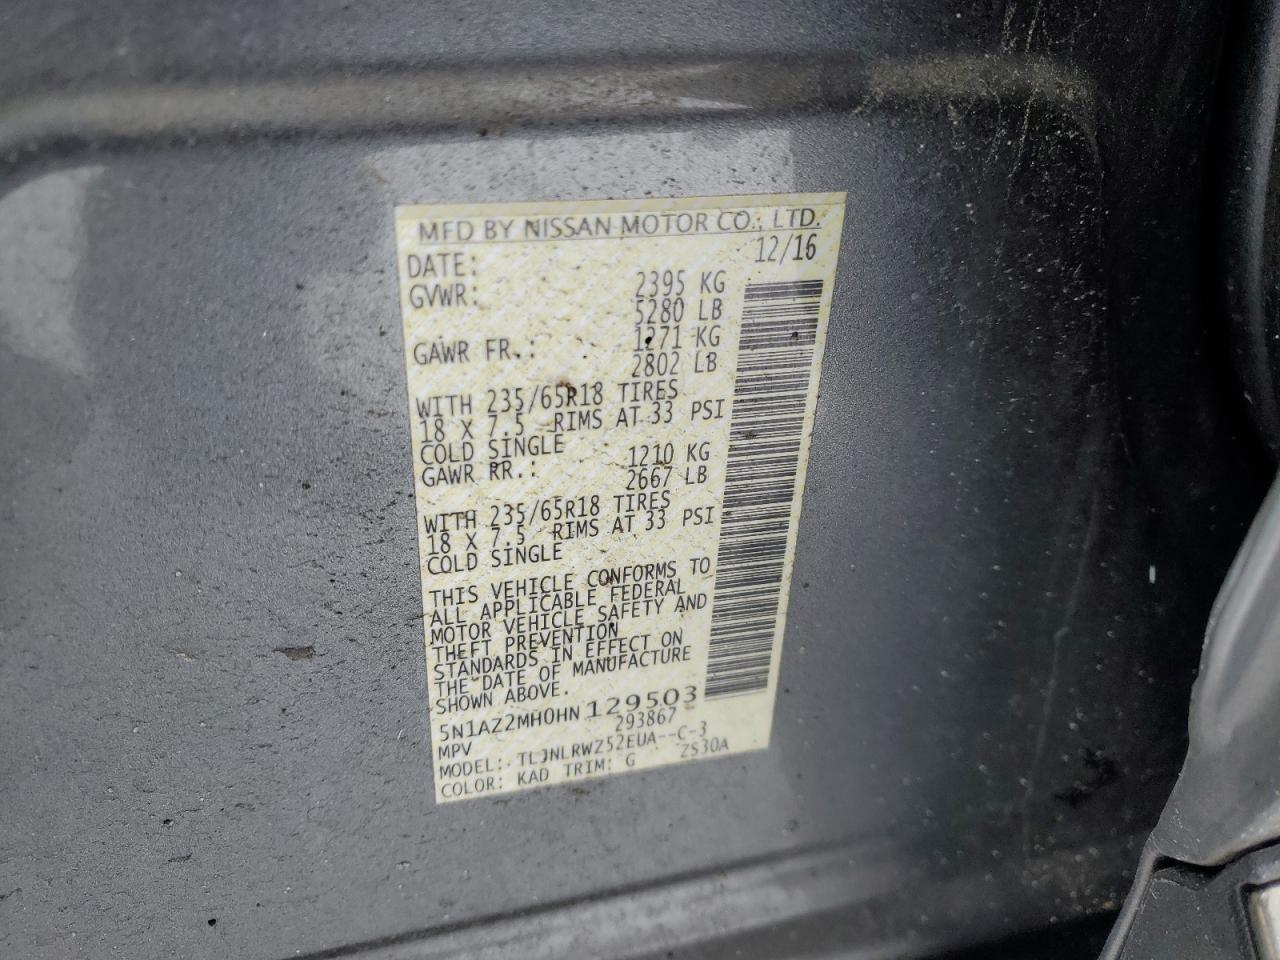 MFD BY NISSAN MOTOR CO., LTD.
DATE: 12/16
GVWR: 2395 KG
5280 LB
GAWR FR.: 1271 KG
2802 LB
WITH 235/65R18 TIRES
18 X 7.5 RIMS AT 33 PSI
COLD SINGLE
GAWR RR.: 1210 KG
2667 LB
WITH 235/65R18 TIRES
18 X 7.5 RIMS AT 33 PSI
COLD SINGLE
THIS VEHICLE CONFORMS TO
ALL APPLICABLE FEDERAL
MOTOR VEHICLE SAFETY AND
THEFT PREVENTION
STANDARDS IN EFFECT ON
THE DATE OF MANUFACTURE
SHOWN ABOVE.
5N1AZ2MH0HN129503
MPV 293867
MODEL: TLJNLRWZ52EUA--C-3
COLOR: KAD TRIM: G ZS30A